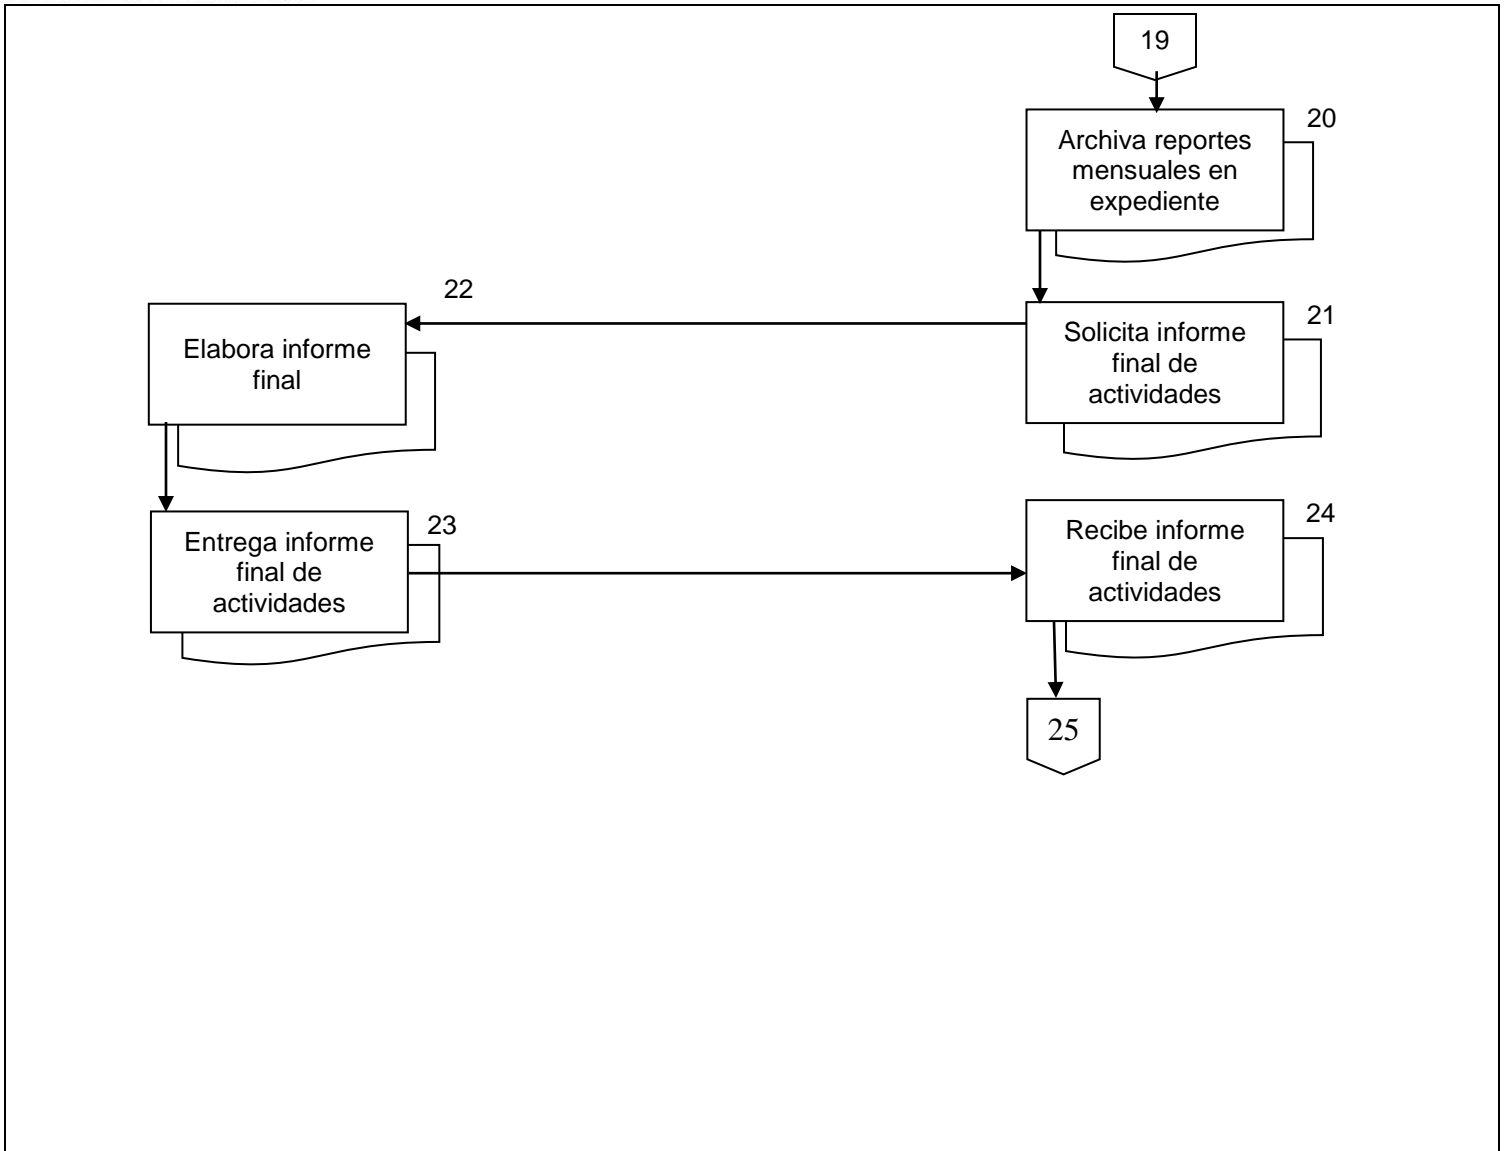 19
20
Archiva reportes
mensuales en
expediente
22
21
Elabora informe
final
Solicita informe
final de
actividades
23
Entrega informe
final de
actividades
24
Recibe informe
final de
actividades
25